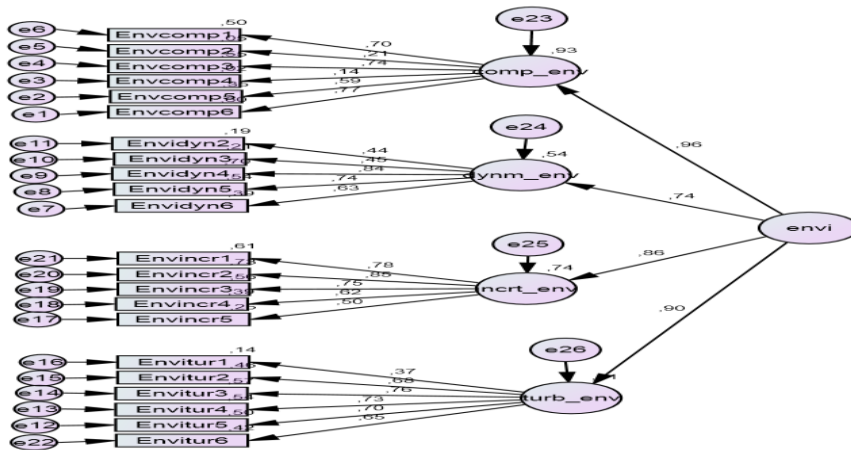 e23
e6 .50
e5 Envcomp1 .70 .93
e4 Envcomp2 .21
e3 Envcomp3 .74 comp_env
e2 Envcomp4 .14
e1 Envcomp5 .59
Envcomp6 .77
e24
e11 .19 .96
e10 Envidyn2 .44 .54
e9 Envidyn3 .45
e8 Envidyn4 .84 dynm_env
e7 Envidyn5 .74 .74
Envidyn6 .63
envi
e25
e21 .61 .86
e20 Envincr1 .78 .74
e19 Envincr2 .85
e18 Envincr3 .75 ncrt_env
e17 Envincr4 .62
Envincr5 .50
.90
e26
e16 .14
e15 Envitur1 .37
e14 Envitur2 .68
e13 Envitur3 .76 turb_env
e12 Envitur4 .73
e22 Envitur5 .70
Envitur6 .65